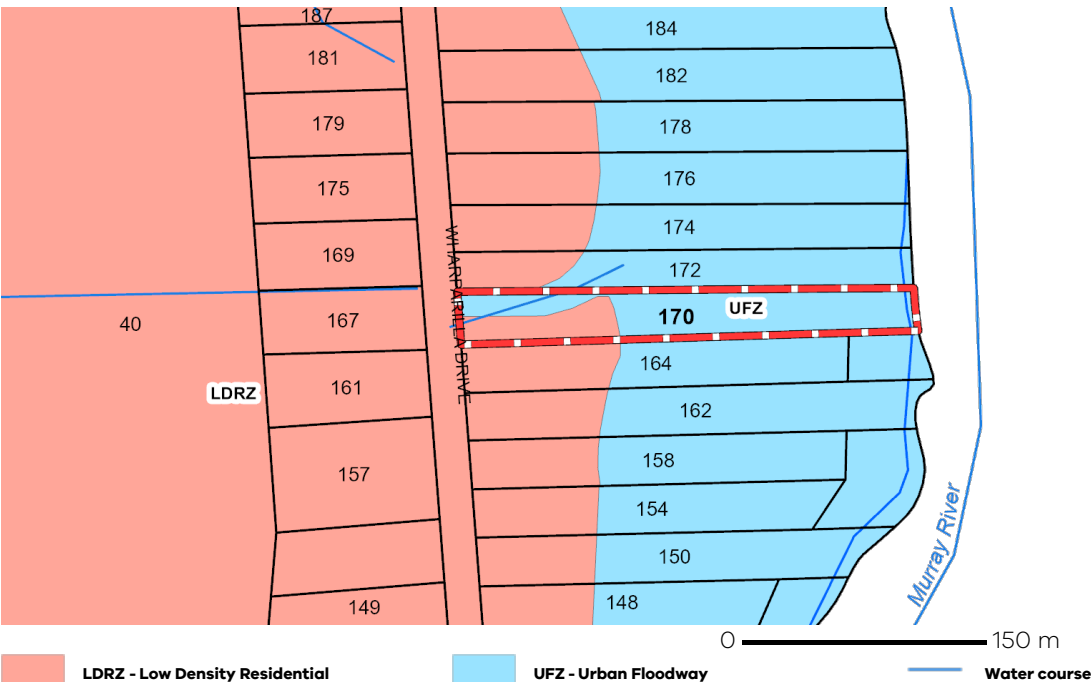 187
184
181
182
179
178
175
176
174
169
172
WHARPARILLA DRIVE
UFZ
170
40
167
164
LDRZ
161
162
158
157
154
150
Murray River
149
148
0 150 m
LDRZ - Low Density Residential
UFZ - Urban Floodway
Water course